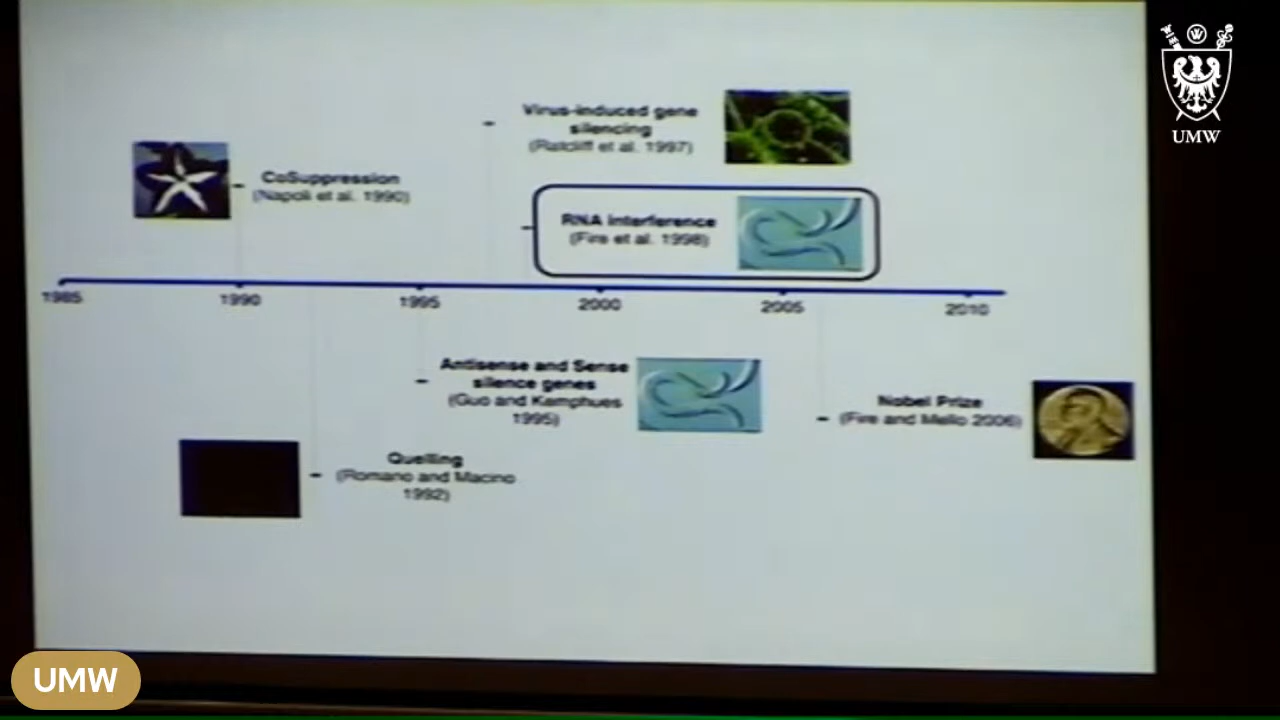 UMW
Virus-induced gene
silencing
(Ratcliff et al. 1997)
CoSuppression
(Napoli et al. 1990)
RNA interference
(Fire et al. 1998)
1985
1990
1995
2000
2005
2010
Antisense and Sense
silence genes
(Guo and Kemphues
1995)
Nobel Prize
(Fire and Mello 2006)
Quelling
(Romano and Macino
1992)
UMW